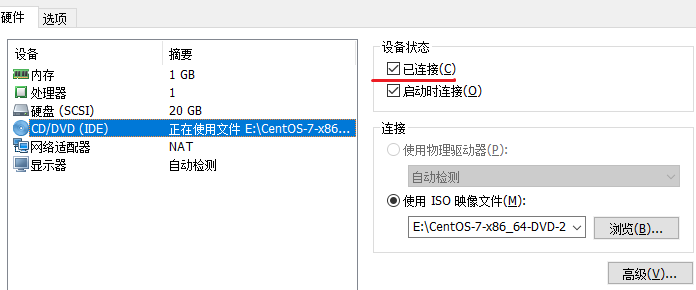 硬件 选项
设备 摘要
内存 1 GB
处理器 1
硬盘 (SCSI) 20 GB
CD/DVD (IDE) 正在使用文件 E:\CentOS-7-x86...
网络适配器 NAT
显示器 自动检测
设备状态
已连接(C)
启动时连接(O)
连接
使用物理驱动器(P):
自动检测
使用 ISO 映像文件(M):
E:\CentOS-7-x86_64-DVD-2 浏览(B)...
高级(V)...